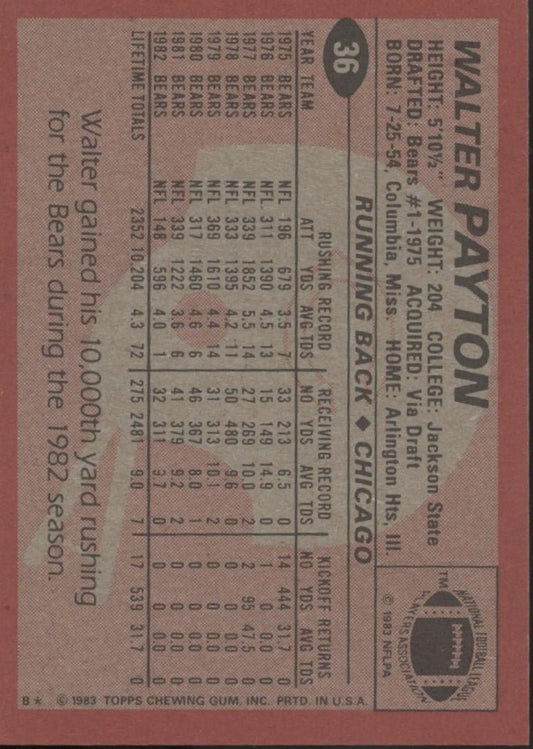 36
WALTER PAYTON
HEIGHT: 5'10½" WEIGHT: 204 COLLEGE: Jackson State
DRAFTED: Bears #1-1975 ACQUIRED: Via Draft
BORN: 7-25-54, Columbia, Miss. HOME: Arlington Hts, Ill.
RUNNING BACK ◆ CHICAGO
NATIONAL FOOTBALL LEAGUE PLAYERS ASSOCIATION
TM
© 1983 NFLPA
RUSHING RECORD RECEIVING RECORD KICKOFF RETURNS
YEAR TEAM ATT YDS AVG TDS NO YDS AVG TDS NO YDS AVG TDS
1975 BEARS NFL 196 679 3.5 7 33 213 6.5 0 14 444 31.7 0
1976 BEARS NFL 311 1390 4.5 13 15 149 14.9 0 1 0 0.0 0
1977 BEARS NFL 339 1852 5.5 14 27 269 10.0 2 2 95 47.5 0
1978 BEARS NFL 333 1395 4.2 11 50 480 9.6 0 0 0 0.0 0
1979 BEARS NFL 369 1610 4.4 14 31 313 10.1 2 0 0 0.0 0
1980 BEARS NFL 317 1460 4.6 6 46 367 8.0 1 0 0 0.0 0
1981 BEARS NFL 339 1222 3.6 6 41 379 9.2 2 0 0 0.0 0
1982 BEARS NFL 148 596 4.0 1 32 311 9.7 0 0 0 0.0 0
LIFETIME TOTALS 2352 10,204 4.3 72 275 2481 9.0 7 17 539 31.7 0
Walter gained his 10,000th yard rushing
for the Bears during the 1982 season.
B* © 1983 TOPPS CHEWING GUM, INC. PRTD. IN U.S.A.